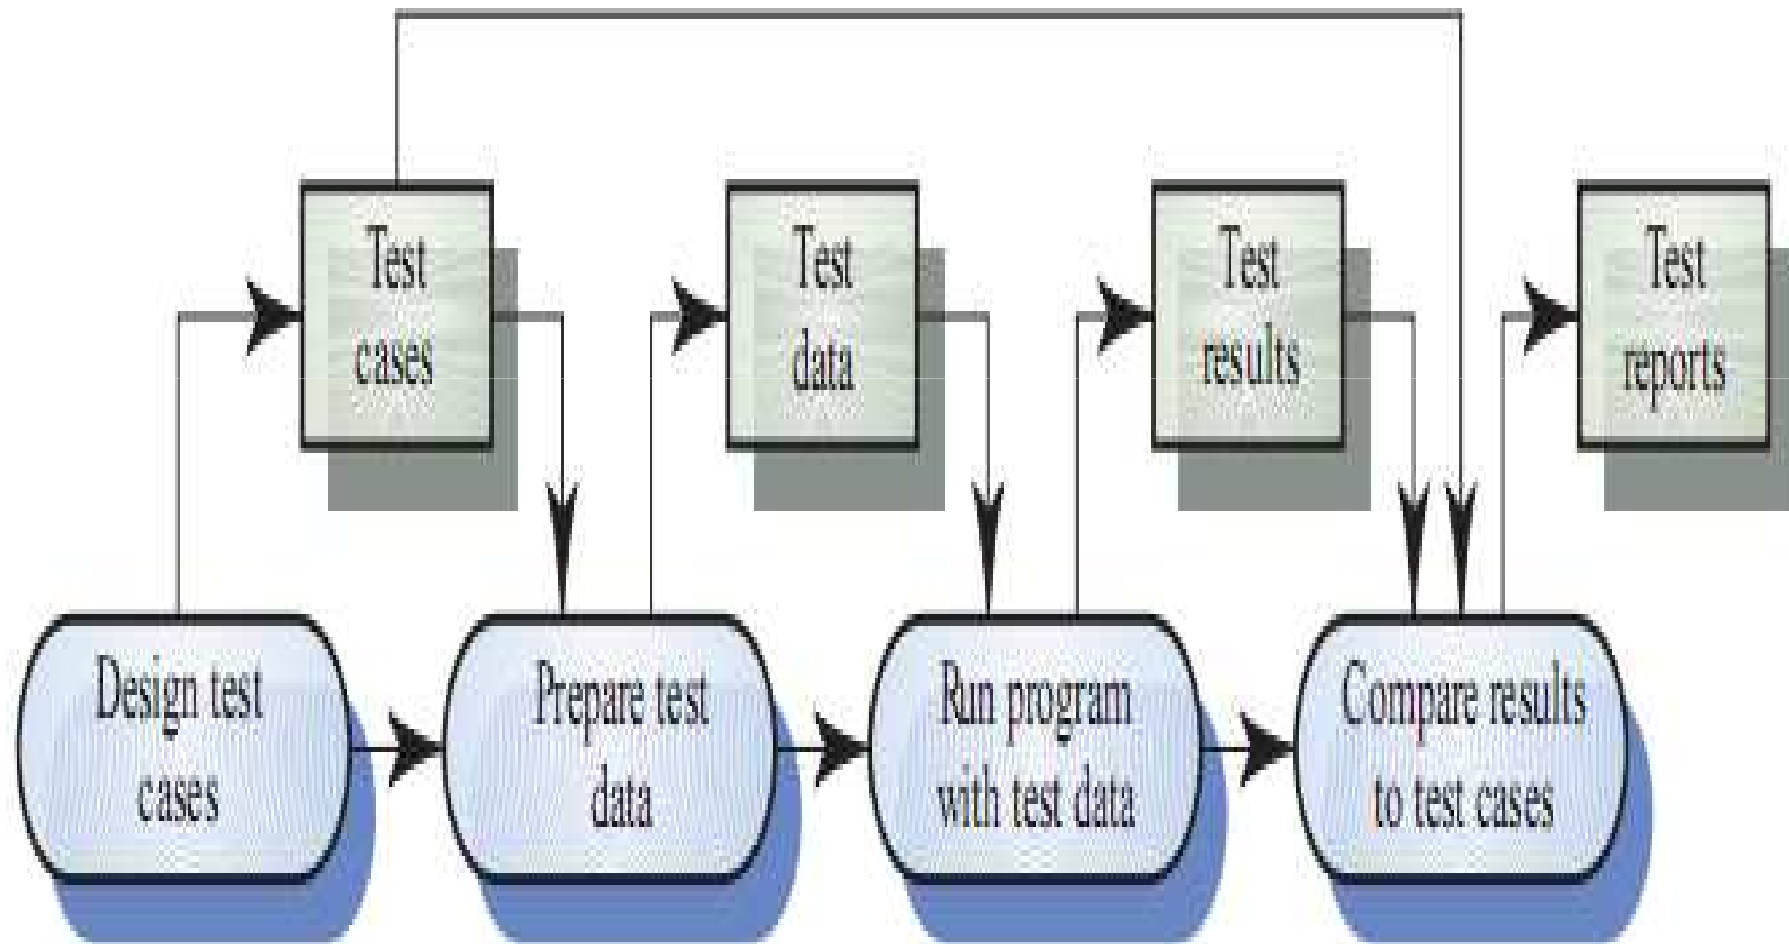 Test
cases
Test
data
Test
results
Test
reports
Design test
cases
Prepare test
data
Run program
with test data
Compare results
to test cases